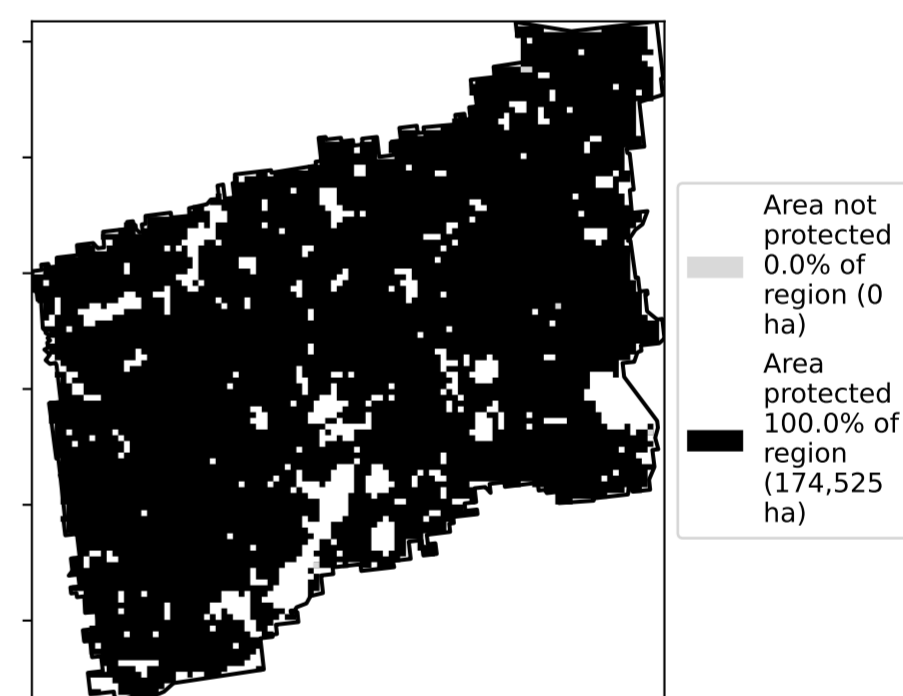 Area not
protected
0.0% of
region (0
ha)
Area
protected
100.0% of
region
(174,525
ha)